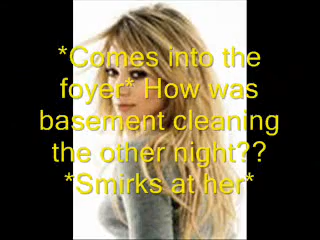 *Comes into the
foyer* How was
basement cleaning
the other night??
*Smirks at her*